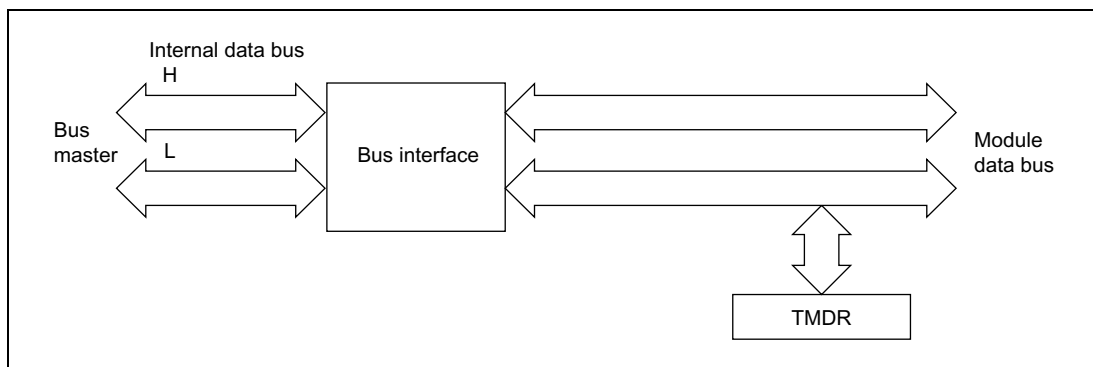 Internal data bus
H
Bus
master
L
Bus interface
Module
data bus
TMDR